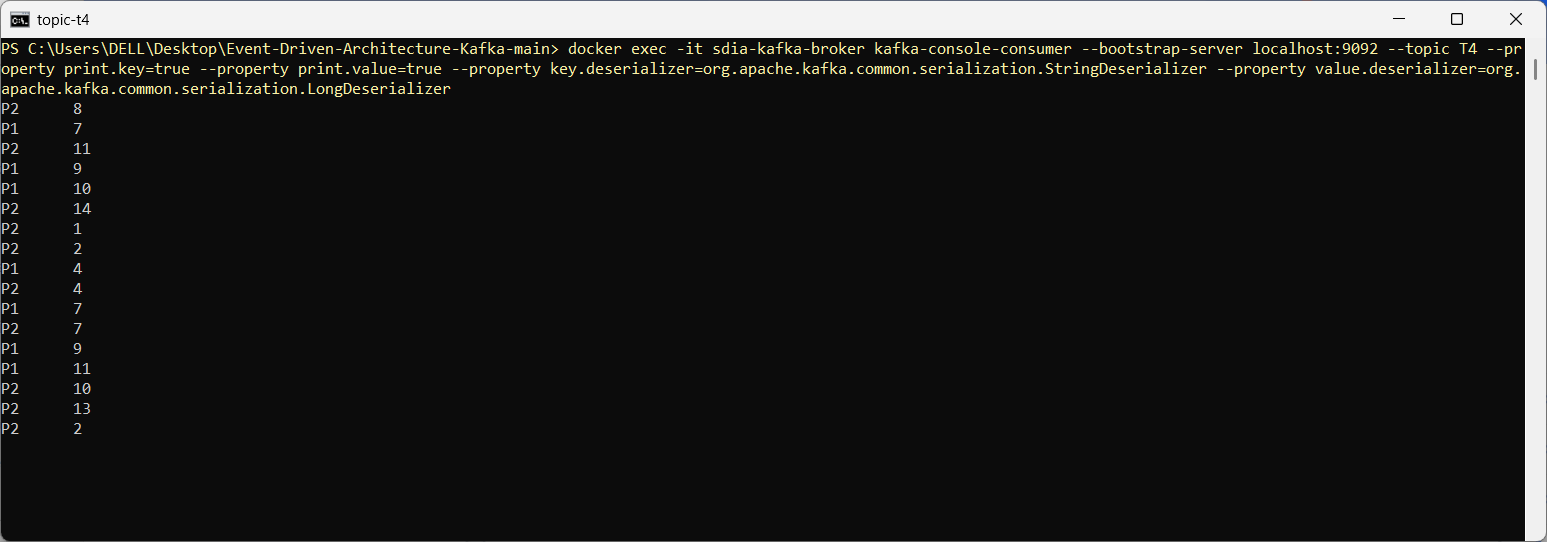 topic-t4
PS C:\Users\DELL\Desktop\Event-Driven-Architecture-Kafka-main> docker exec -it sdia-kafka-broker kafka-console-consumer --bootstrap-server localhost:9092 --topic T4 --pr
operty print.key=true --property print.value=true --property key.deserializer=org.apache.kafka.common.serialization.StringDeserializer --property value.deserializer=org.
apache.kafka.common.serialization.LongDeserializer
P2 8
P1 7
P2 11
P1 9
P1 10
P2 14
P2 1
P2 2
P1 4
P2 4
P1 7
P2 7
P1 9
P1 11
P2 10
P2 13
P2 2